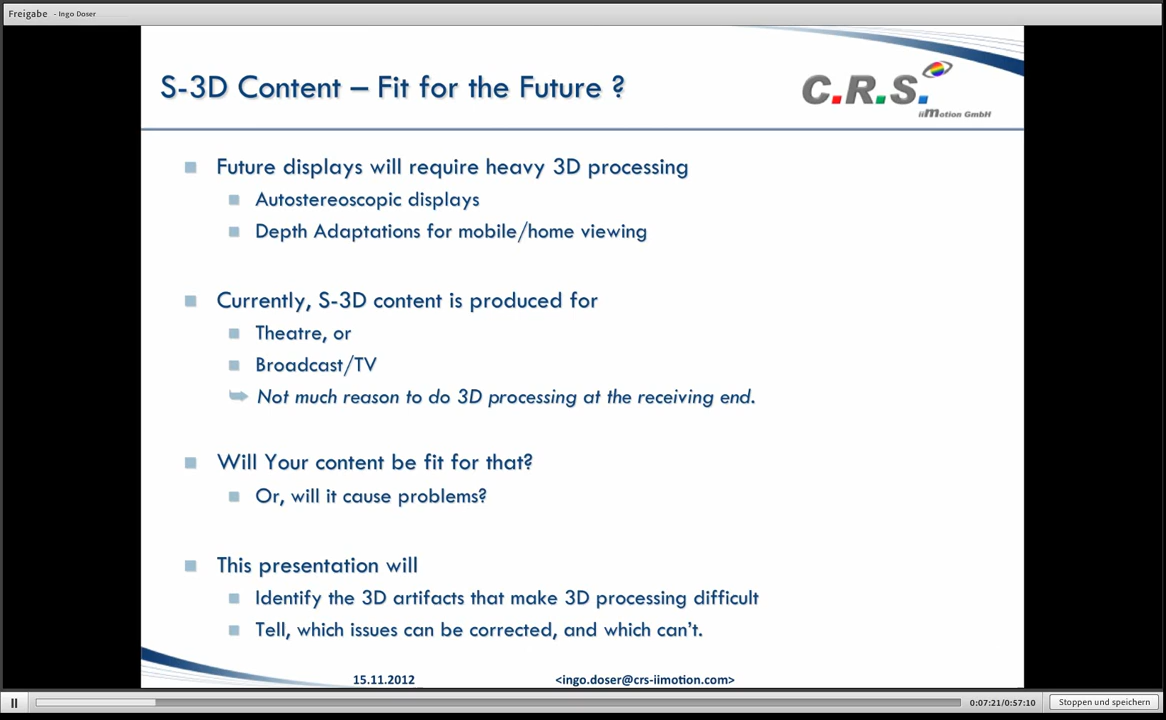 Freigabe - Ingo Doser
S-3D Content – Fit for the Future ?
C.R.S.
iiMotion GmbH
Future displays will require heavy 3D processing
Autostereoscopic displays
Depth Adaptations for mobile/home viewing
Currently, S-3D content is produced for
Theatre, or
Broadcast/TV
Not much reason to do 3D processing at the receiving end.
Will Your content be fit for that?
Or, will it cause problems?
This presentation will
Identify the 3D artifacts that make 3D processing difficult
Tell, which issues can be corrected, and which can't.
15.11.2012 <ingo.doser@crs-iimotion.com>
0:07:21/0:57:10 Stoppen und speichern